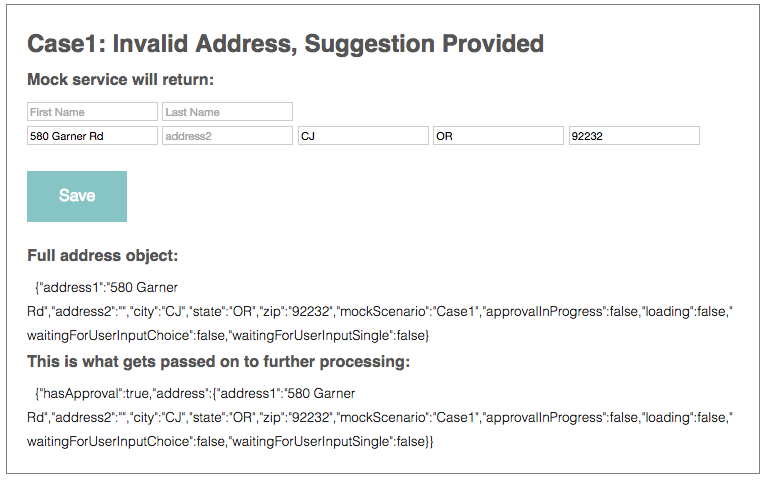 Case1: Invalid Address, Suggestion Provided
Mock service will return:
First Name Last Name
580 Garner Rd address2 CJ OR 92232
Save
Full address object:
{"address1":"580 Garner
Rd","address2":"","city":"CJ","state":"OR","zip":"92232","mockScenario":"Case1","approvalInProgress":false,"loading":false,"
waitingForUserInputChoice":false,"waitingForUserInputSingle":false}
This is what gets passed on to further processing:
{"hasApproval":true,"address":{"address1":"580 Garner
Rd","address2":"","city":"CJ","state":"OR","zip":"92232","mockScenario":"Case1","approvalInProgress":false,"loading":false,"
waitingForUserInputChoice":false,"waitingForUserInputSingle":false}}